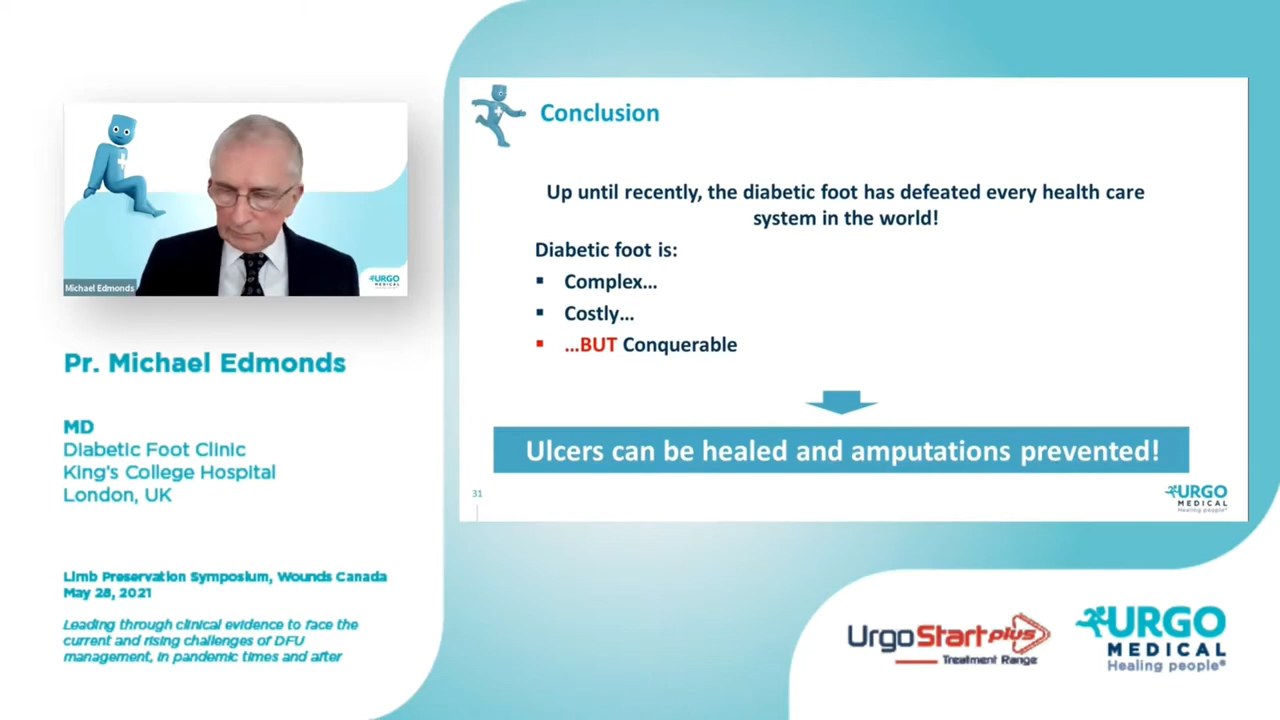 URGO
MEDICAL
Michael Edmonds
Pr. Michael Edmonds
MD
Diabetic Foot Clinic
King's College Hospital
London, UK
Limb Preservation Symposium, Wounds Canada
May 28, 2021
Leading through clinical evidence to face the
current and rising challenges of DFU
management, in pandemic times and after
Conclusion
Up until recently, the diabetic foot has defeated every health care
system in the world!
Diabetic foot is:
▪ Complex...
▪ Costly...
▪ ...BUT Conquerable
Ulcers can be healed and amputations prevented!
31
URGO
MEDICAL
Healing people®
UrgoStart plus
Treatment Range
URGO
MEDICAL
Healing people®